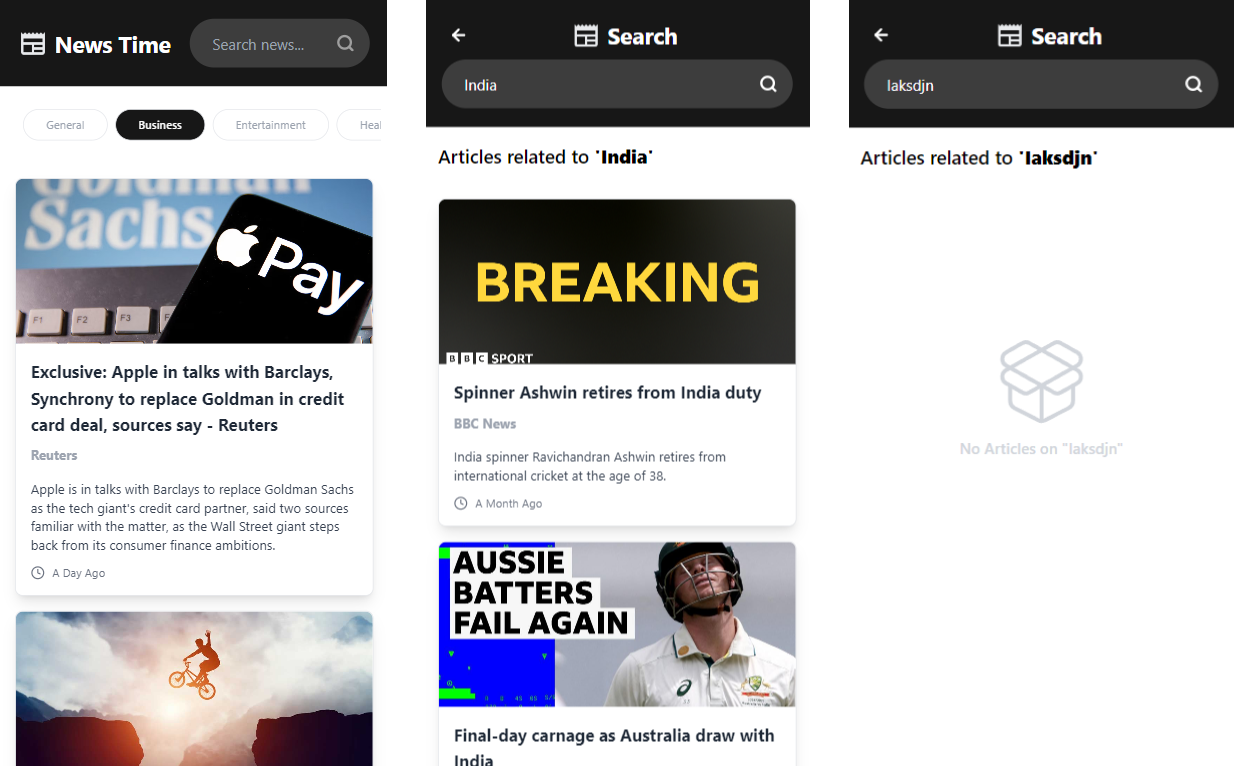 News Time
Search news...
General
Business
Entertainment
Heal
Goldman
Sachs
Pay
F1
F2
F3
Exclusive: Apple in talks with Barclays,
Synchrony to replace Goldman in credit
card deal, sources say - Reuters
Reuters
Apple is in talks with Barclays to replace Goldman Sachs
as the tech giant's credit card partner, said two sources
familiar with the matter, as the Wall Street giant steps
back from its consumer finance ambitions.
A Day Ago
Search
India
Articles related to "India"
BREAKING
BBC SPORT
Spinner Ashwin retires from India duty
BBC News
India spinner Ravichandran Ashwin retires from
international cricket at the age of 38.
A Month Ago
AUSSIE
BATTERS
FAIL AGAIN
Final-day carnage as Australia draw with
India
Search
laksdjn
Articles related to "laksdjn"
No Articles on "laksdjn"